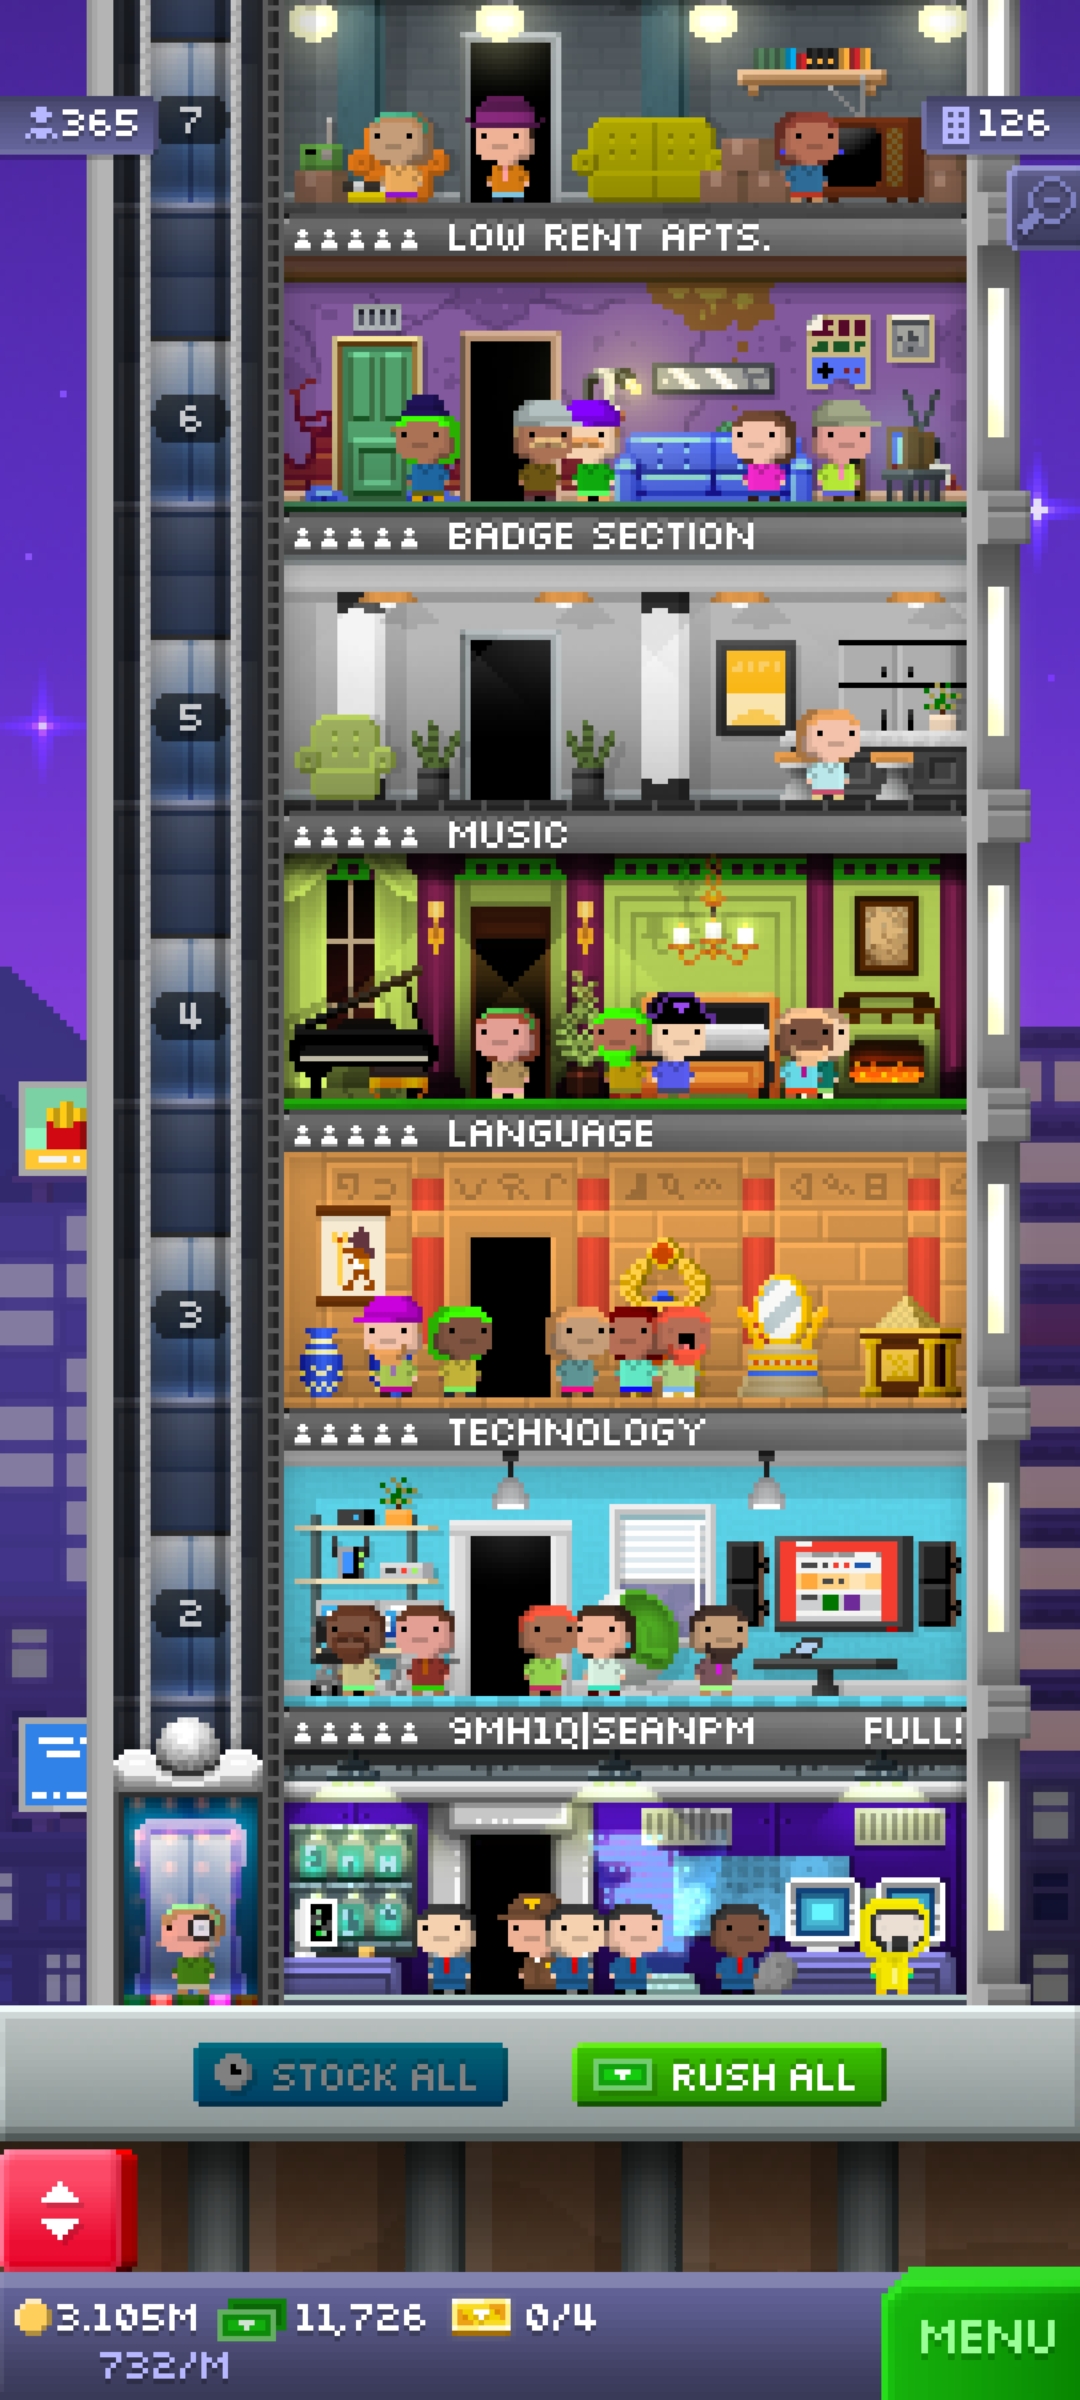 365
7
126
LOW RENT APTS.
6
BADGE SECTION
5
MUSIC
4
LANGUAGE
3
TECHNOLOGY
2
9MH1Q|SEANPM FULL!
STOCK ALL
RUSH ALL
3.105M 11,726 0/4
732/M
MENU